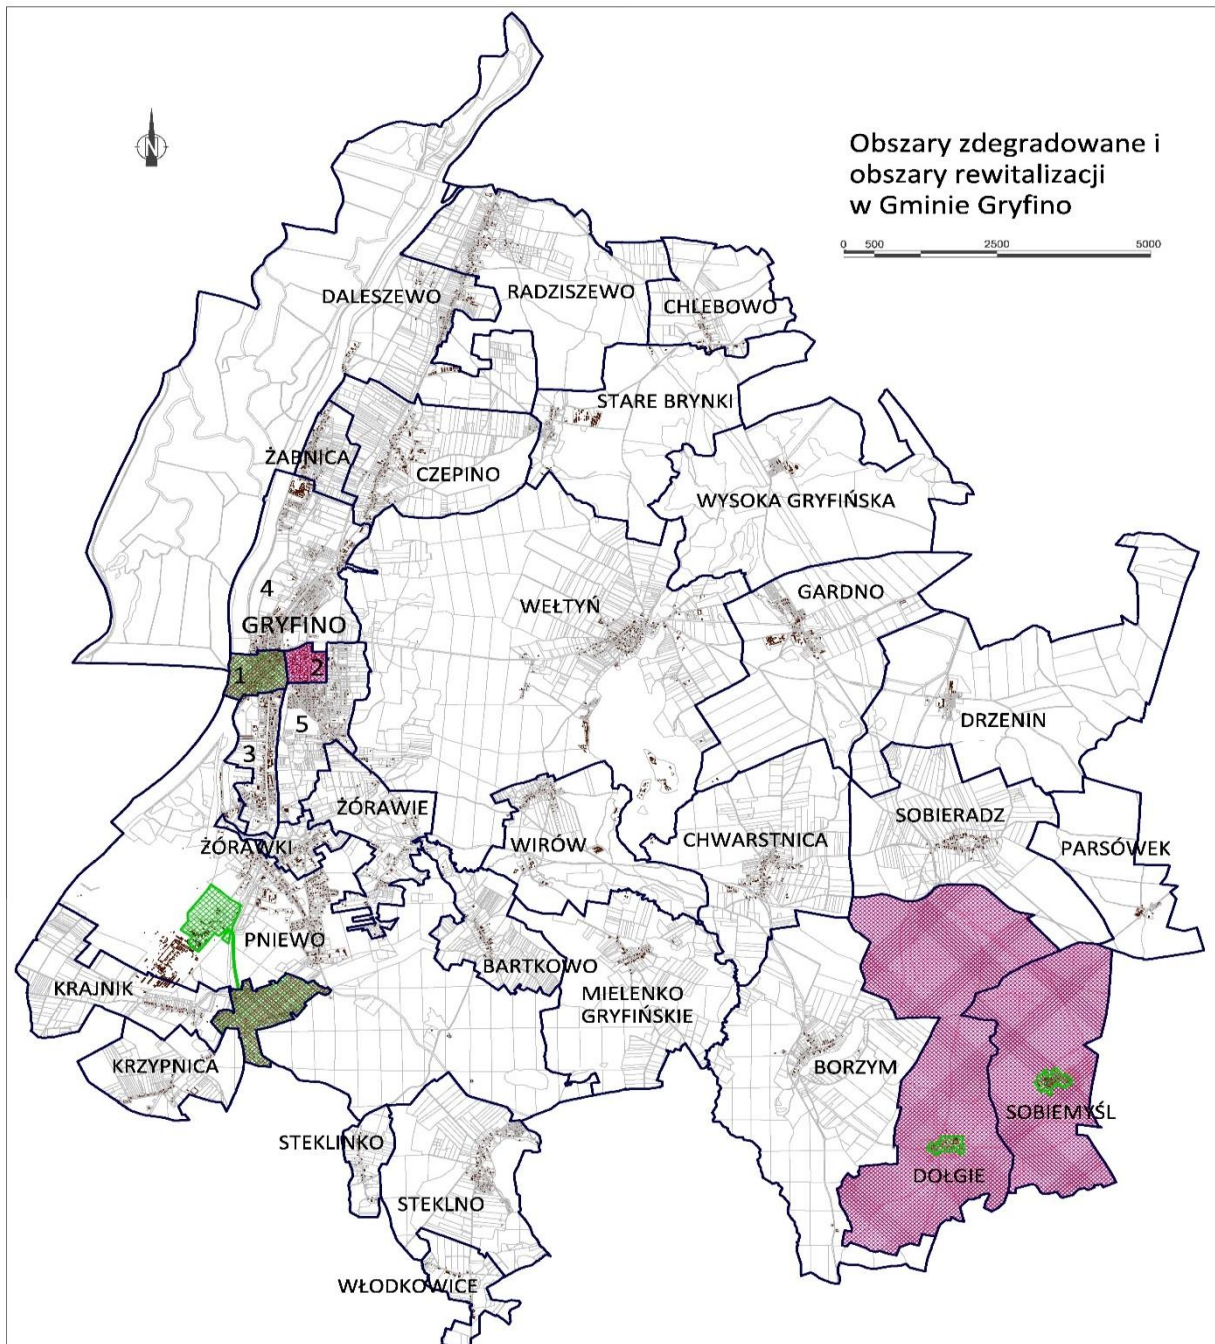 N
Obszary zdegradowane i
obszary rewitalizacji
w Gminie Gryfino
0 500 2500 5000
DALESZEWO
RADZISZEWO
CHLEBOWO
STARE BRYNKI
ŻABNICA
CZEPINO
WYSOKA GRYFIŃSKA
4
GRYFINO
WEŁTYŃ
GARDNO
1
2
5
3
DRZENIN
ŻÓRAWIE
SOBIERADZ
ŻÓRAWKI
WIRÓW
CHWARSTNICA
PARSÓWEK
PNIEWO
BARTKOWO
KRAJNIK
MIELENKO
GRYFIŃSKIE
KRZYPNICA
BORZYM
SOBIEMYŚL
STEKLINKO
DOŁGIE
STEKLNO
WŁODKOWICE